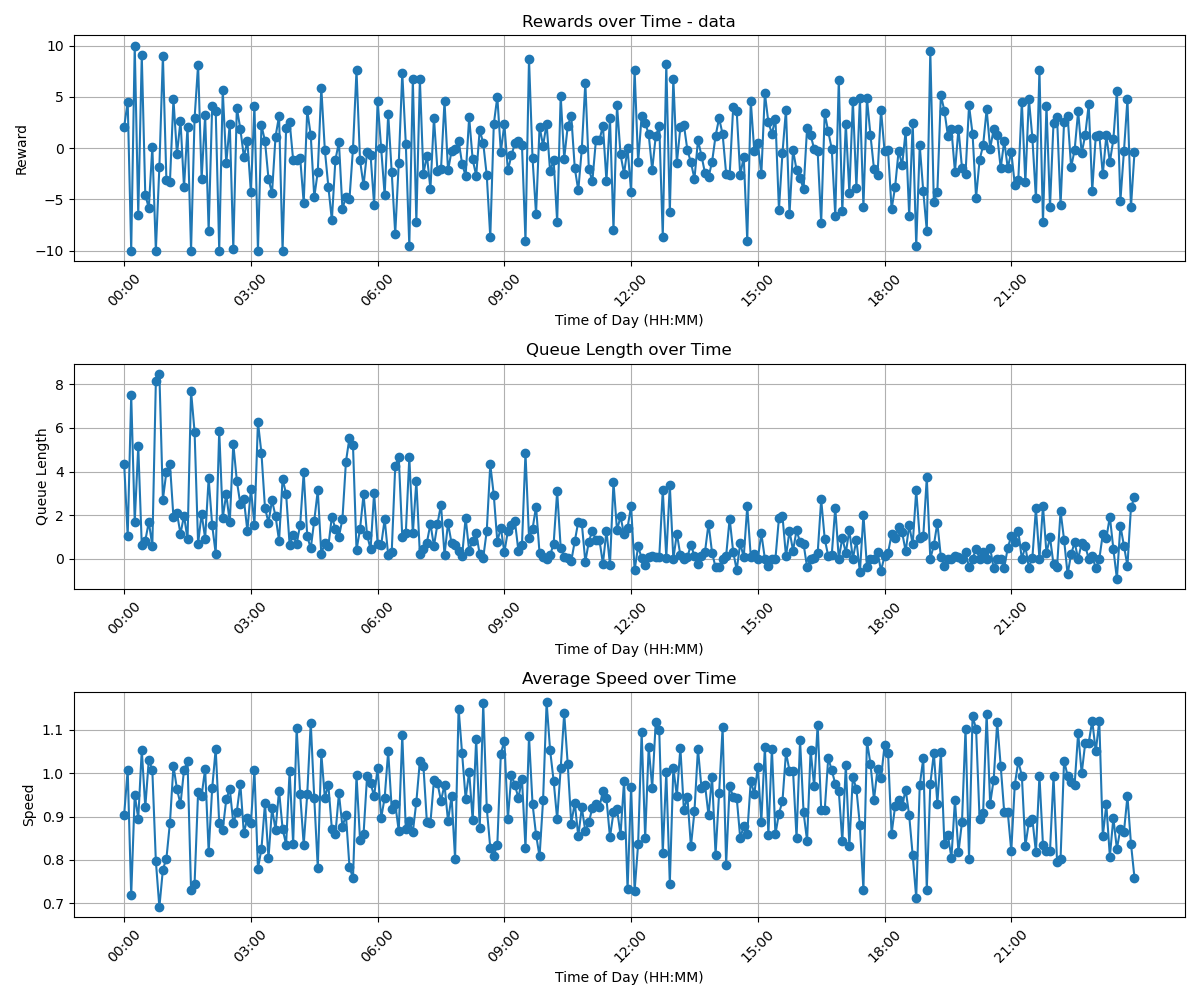 Rewards over Time - data
Reward
10
5
0
−5
−10
00:00 03:00 06:00 09:00 12:00 15:00 18:00 21:00
Time of Day (HH:MM)
Queue Length over Time
Queue Length
8
6
4
2
0
00:00 03:00 06:00 09:00 12:00 15:00 18:00 21:00
Time of Day (HH:MM)
Average Speed over Time
Speed
1.1
1.0
0.9
0.8
0.7
00:00 03:00 06:00 09:00 12:00 15:00 18:00 21:00
Time of Day (HH:MM)